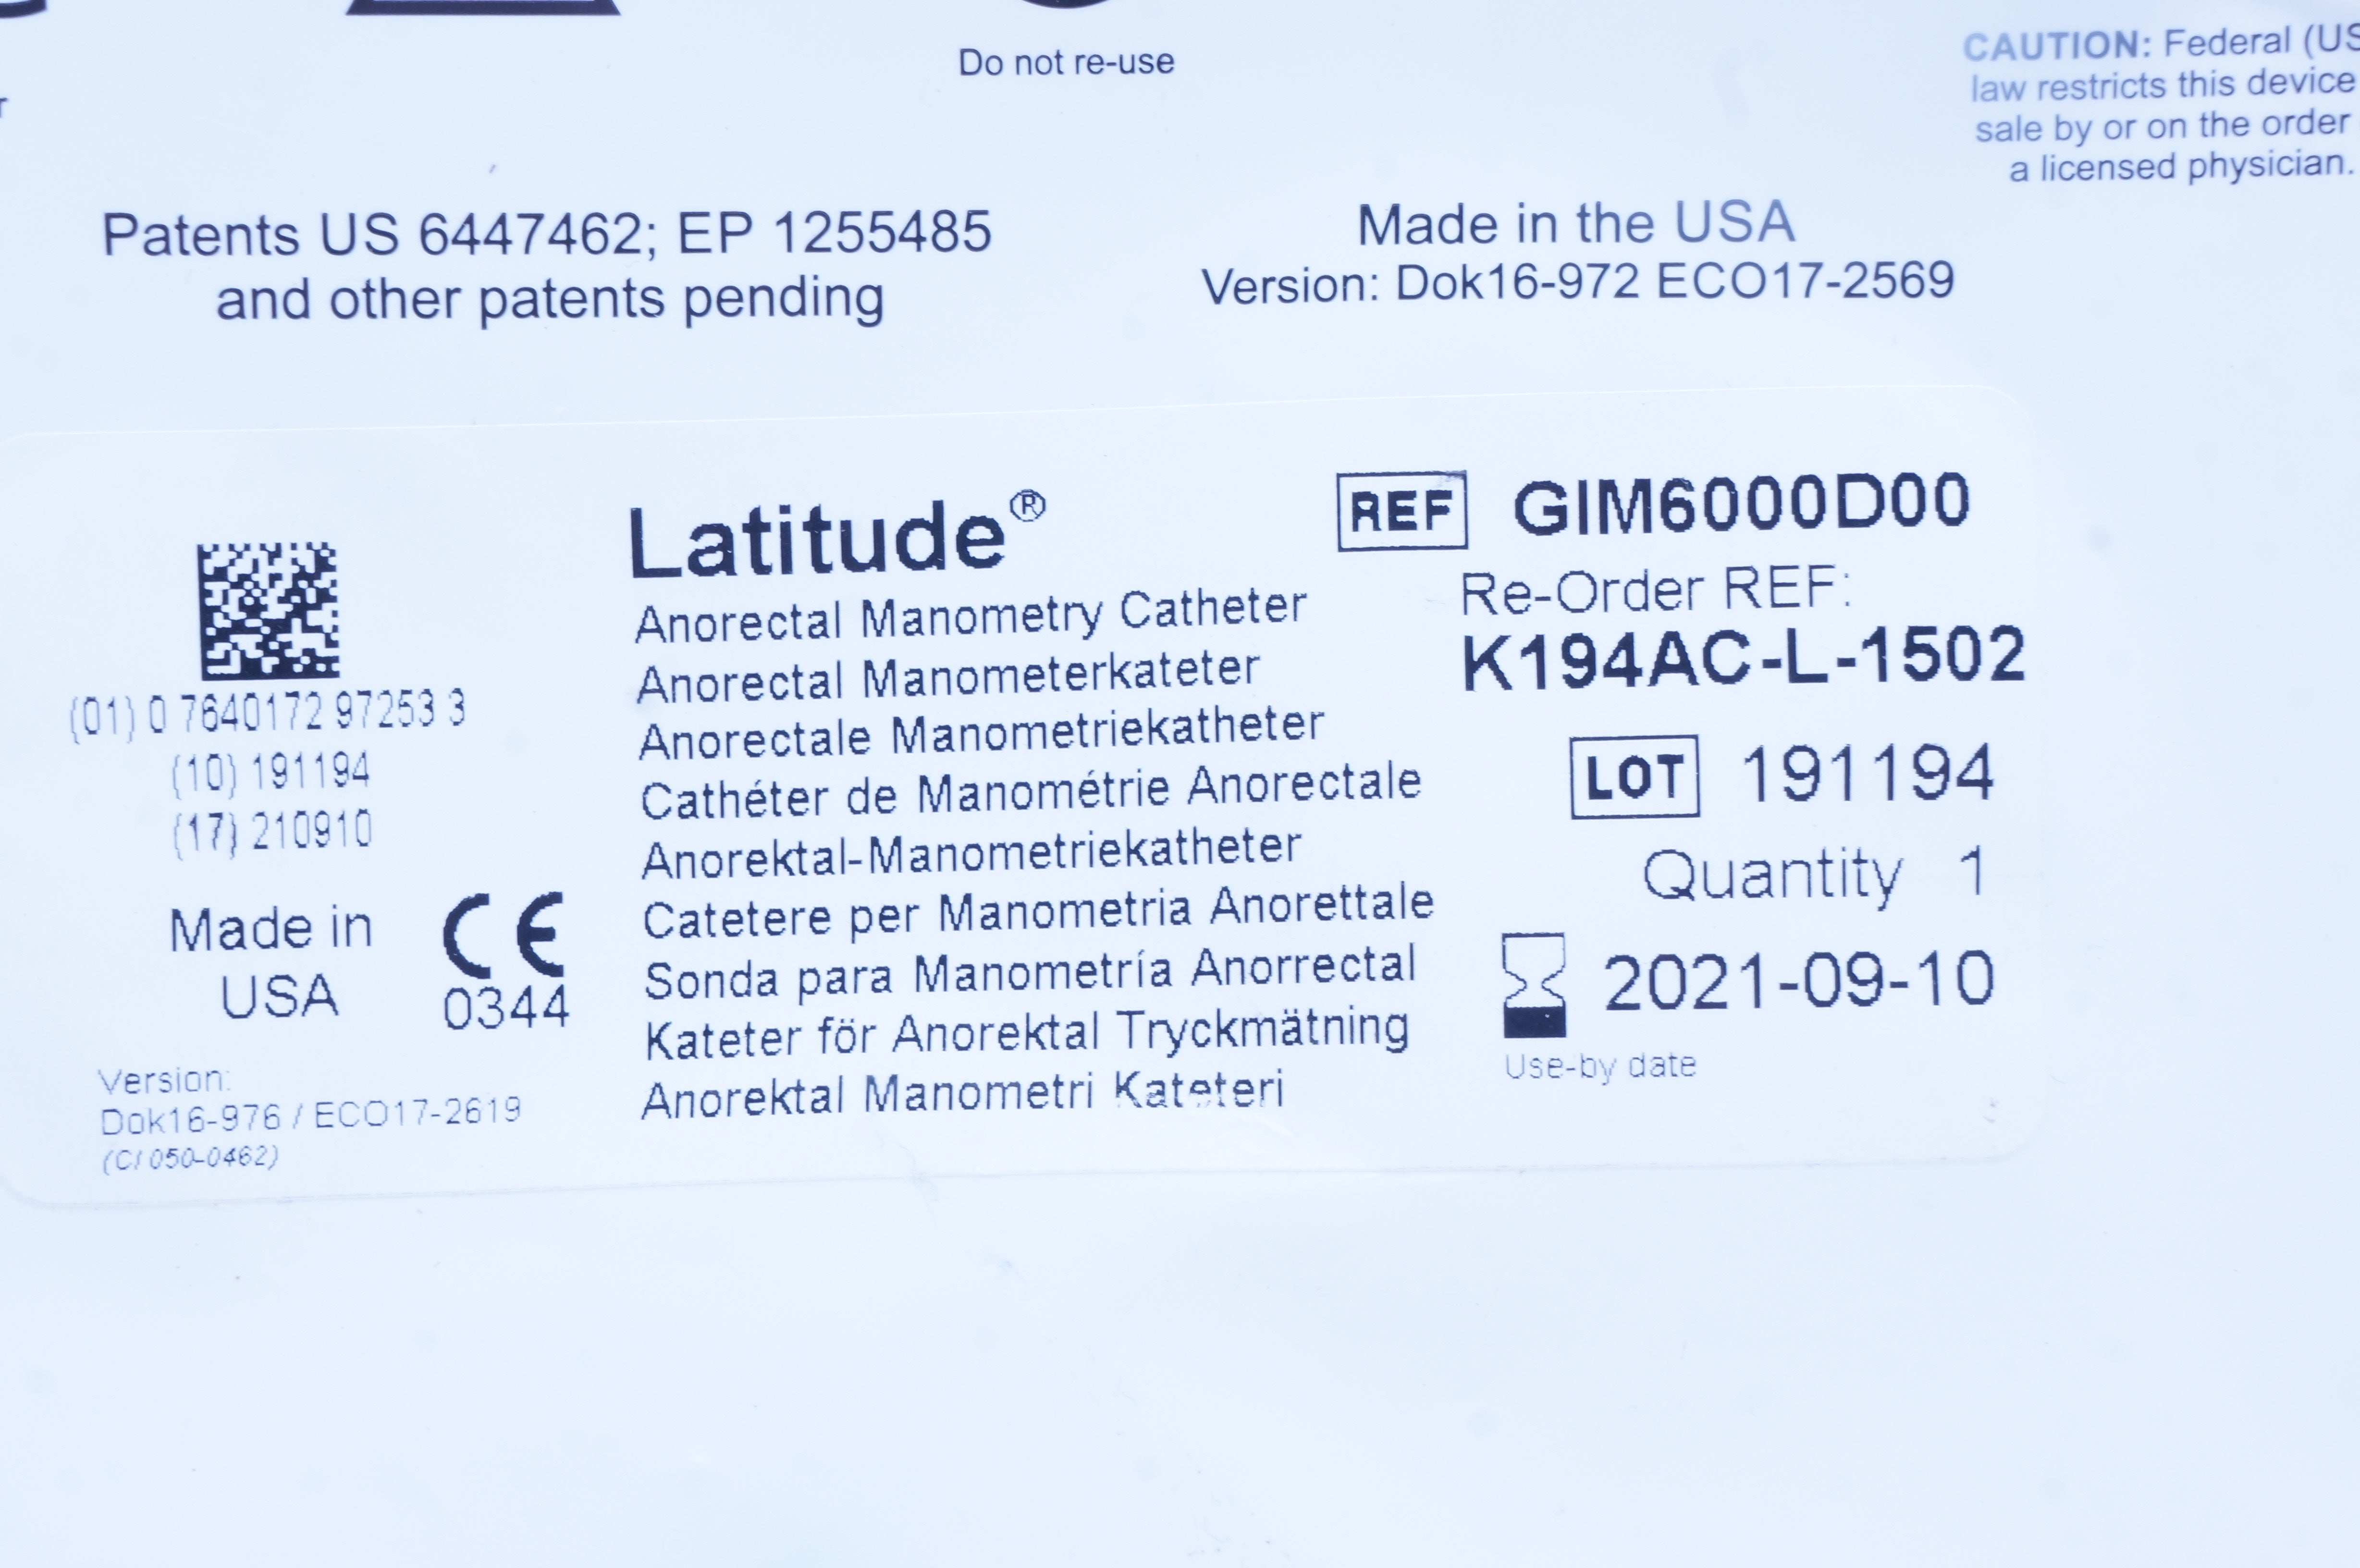 Do not re-use
CAUTION: Federal (US
law restricts this device
sale by or on the order
a licensed physician.
Patents US 6447462; EP 1255485
and other patents pending
Made in the USA
Version: Dok16-972 ECO17-2569
(01) 0 7640172 97253 3
(10) 191194
(17) 210910
Made in
USA
CE
0344
Version:
Dok16-976 / ECO17-2619
(CI 050-0462)
Latitude®
Anorectal Manometry Catheter
Anorectal Manometerkateter
Anorectale Manometriekatheter
Cathéter de Manométrie Anorectale
Anorektal-Manometriekatheter
Catetere per Manometria Anorettale
Sonda para Manometría Anorrectal
Kateter för Anorektal Tryckmätning
Anorektal Manometri Kateteri
REF GIM6000D00
Re-Order REF:
K194AC-L-1502
LOT 191194
Quantity 1
2021-09-10
Use-by date